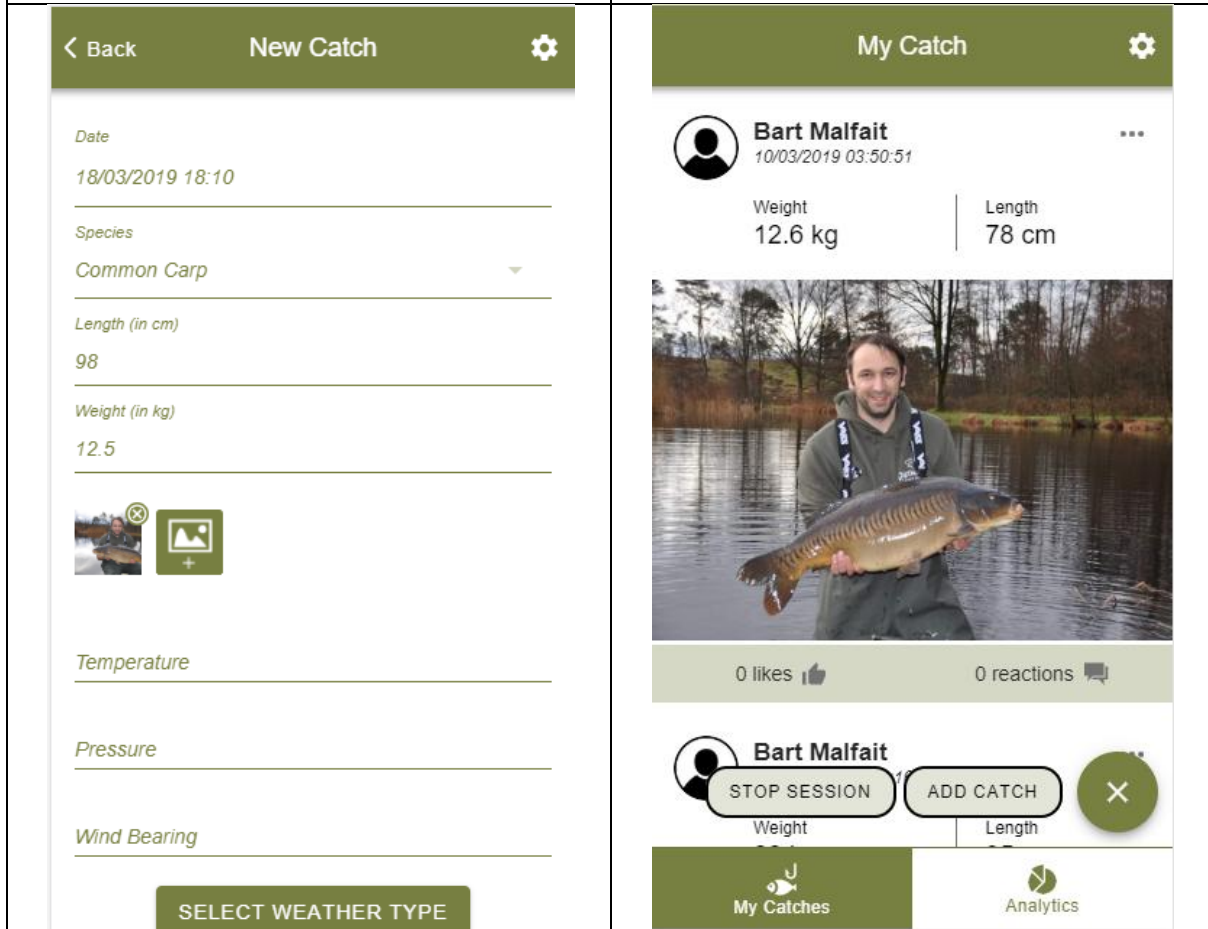 Back
New Catch
Date
18/03/2019 18:10
Species
Common Carp
Length (in cm)
98
Weight (in kg)
12.5
+
Temperature
Pressure
Wind Bearing
SELECT WEATHER TYPE
My Catch
Bart Malfait
10/03/2019 03:50:51
Weight
Length
12.6 kg
78 cm
0 likes
0 reactions
Bart Malfait
STOP SESSION
ADD CATCH
Weight
Length
My Catches
Analytics